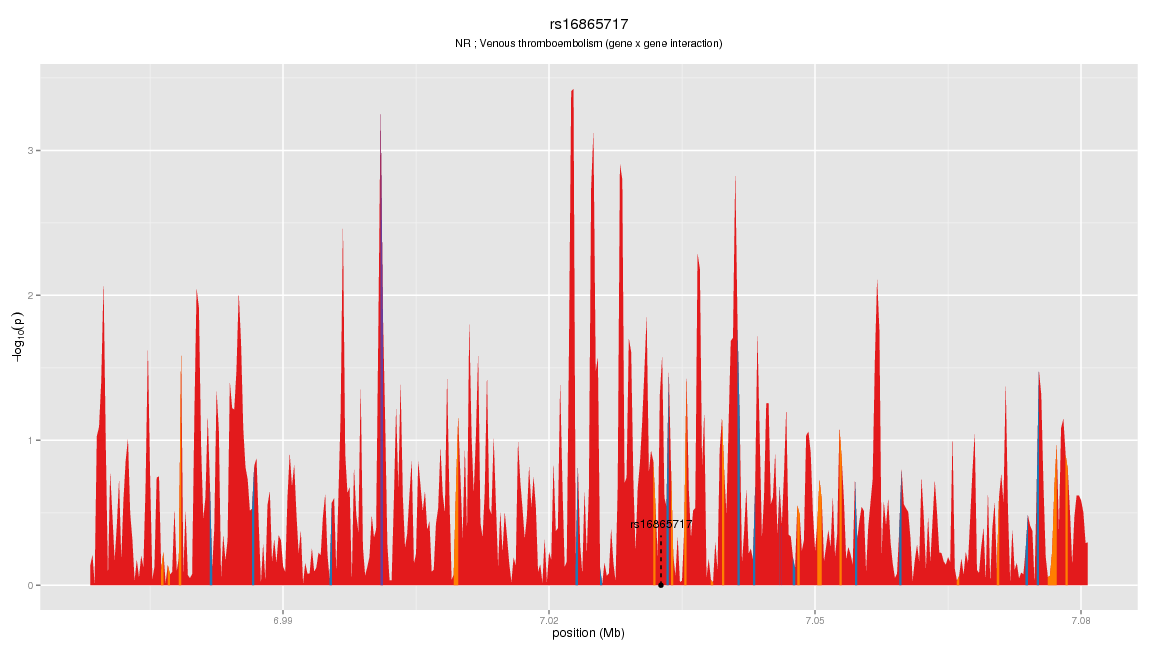 rs16865717
NR ; Venous thromboembolism (gene x gene interaction)
−log10(p)
3
2
1
0
rs16865717
6.99
7.02
7.05
7.08
position (Mb)